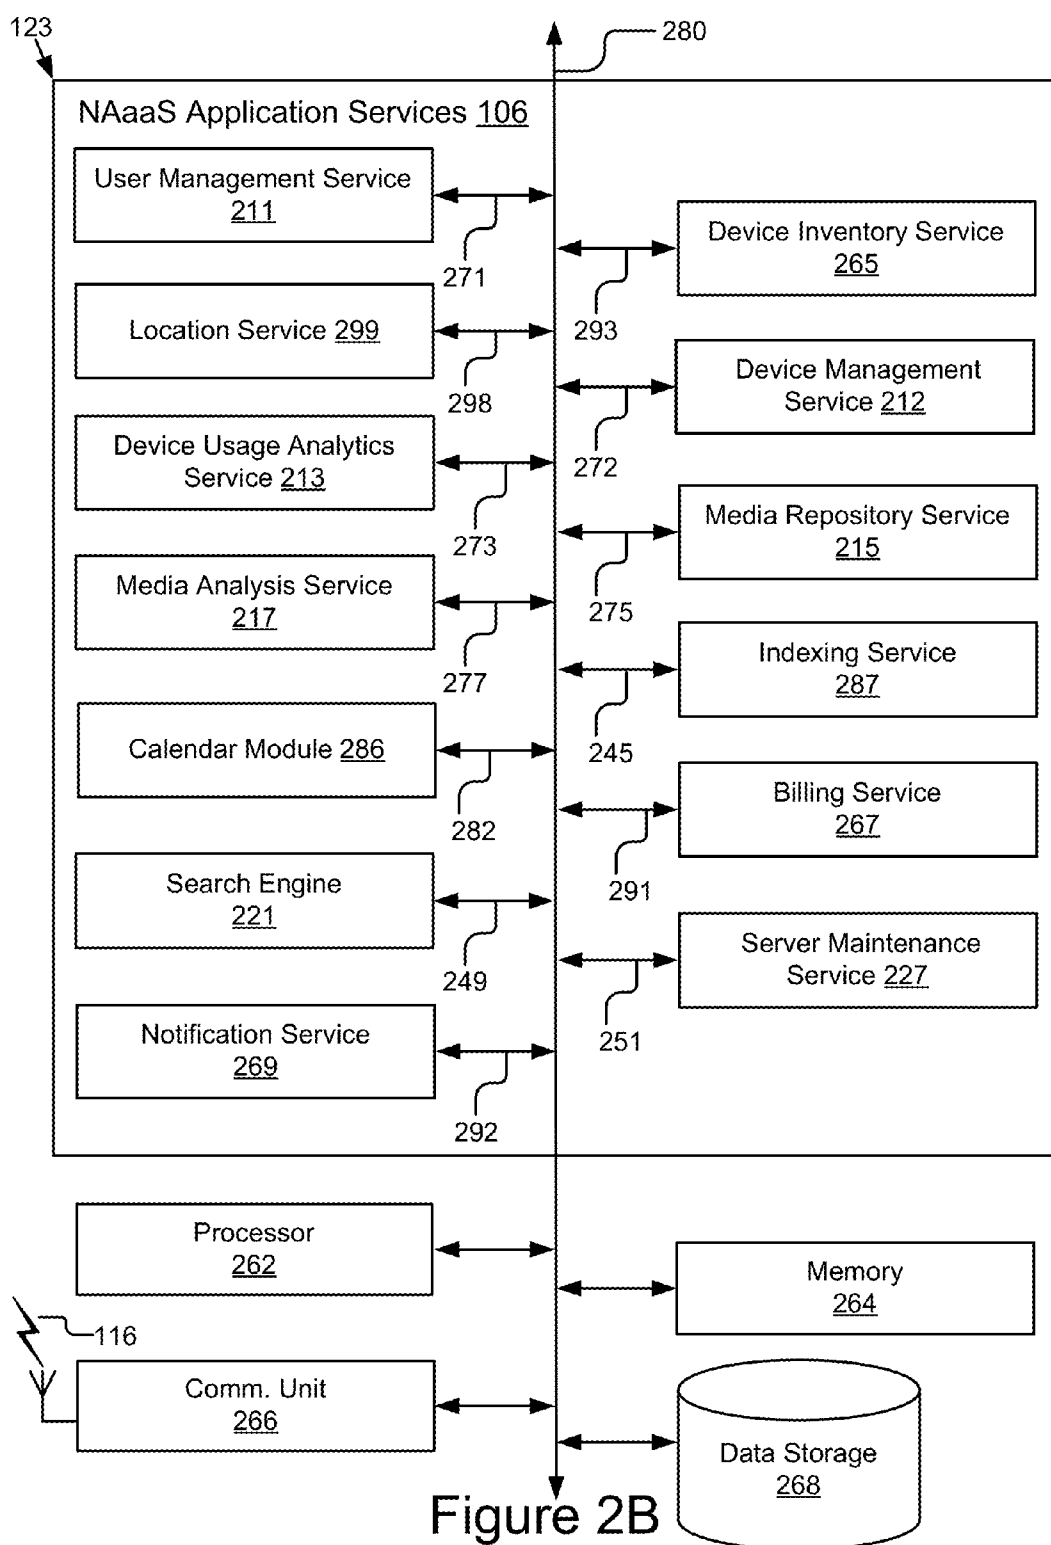 123
280
NAaaS Application Services 106
User Management Service
211
271
Device Inventory Service
265
293
Location Service 299
298
Device Management
Service 212
272
Device Usage Analytics
Service 213
273
Media Repository Service
215
275
Media Analysis Service
217
277
Indexing Service
287
245
Calendar Module 286
282
Billing Service
267
291
Search Engine
221
249
Server Maintenance
Service 227
251
Notification Service
269
292
Processor
262
Memory
264
116
Comm. Unit
266
Data Storage
268
Figure 2B